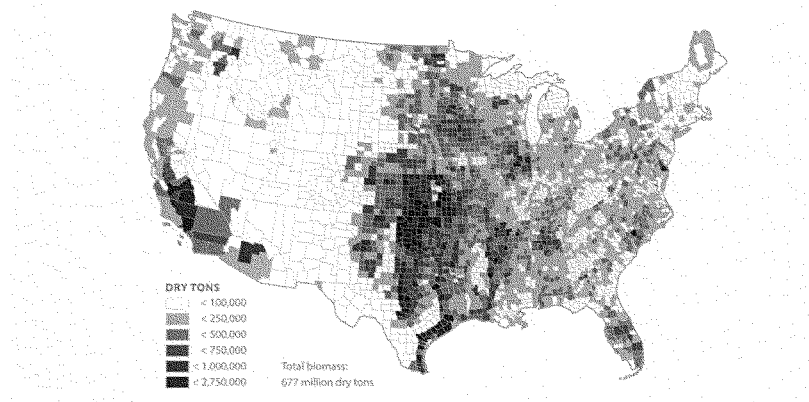 DRY TONS
< 100,000
< 250,000
< 500,000
< 750,000
< 1,000,000
< 2,750,000
Total biomass:
677 million dry tons